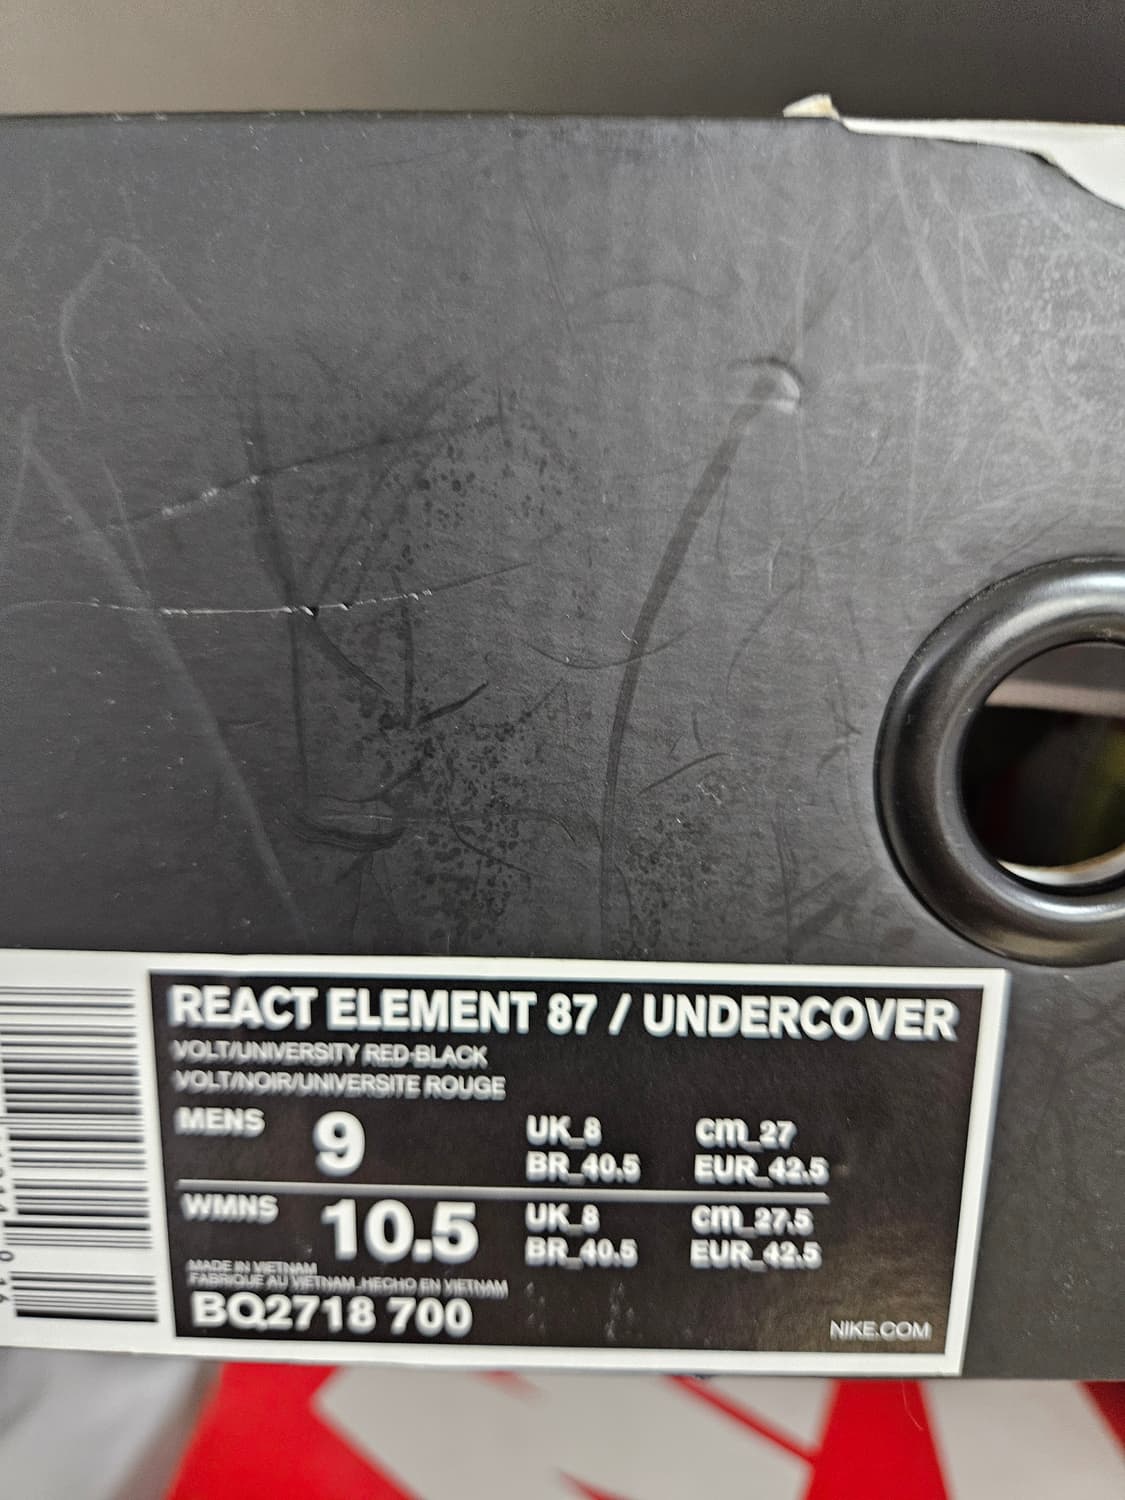 REACT ELEMENT 87 / UNDERCOVER
VOLT/UNIVERSITY RED-BLACK
VOLT/NOIR/UNIVERSITE ROUGE
MENS 9 UK_8 cm_27
BR_40.5 EUR_42.5
WMNS 10.5 UK_8 cm_27.5
BR_40.5 EUR_42.5
MADE IN VIETNAM
FABRIQUE AU VIETNAM_HECHO EN VIETNAM
BQ2718 700
NIKE.COM